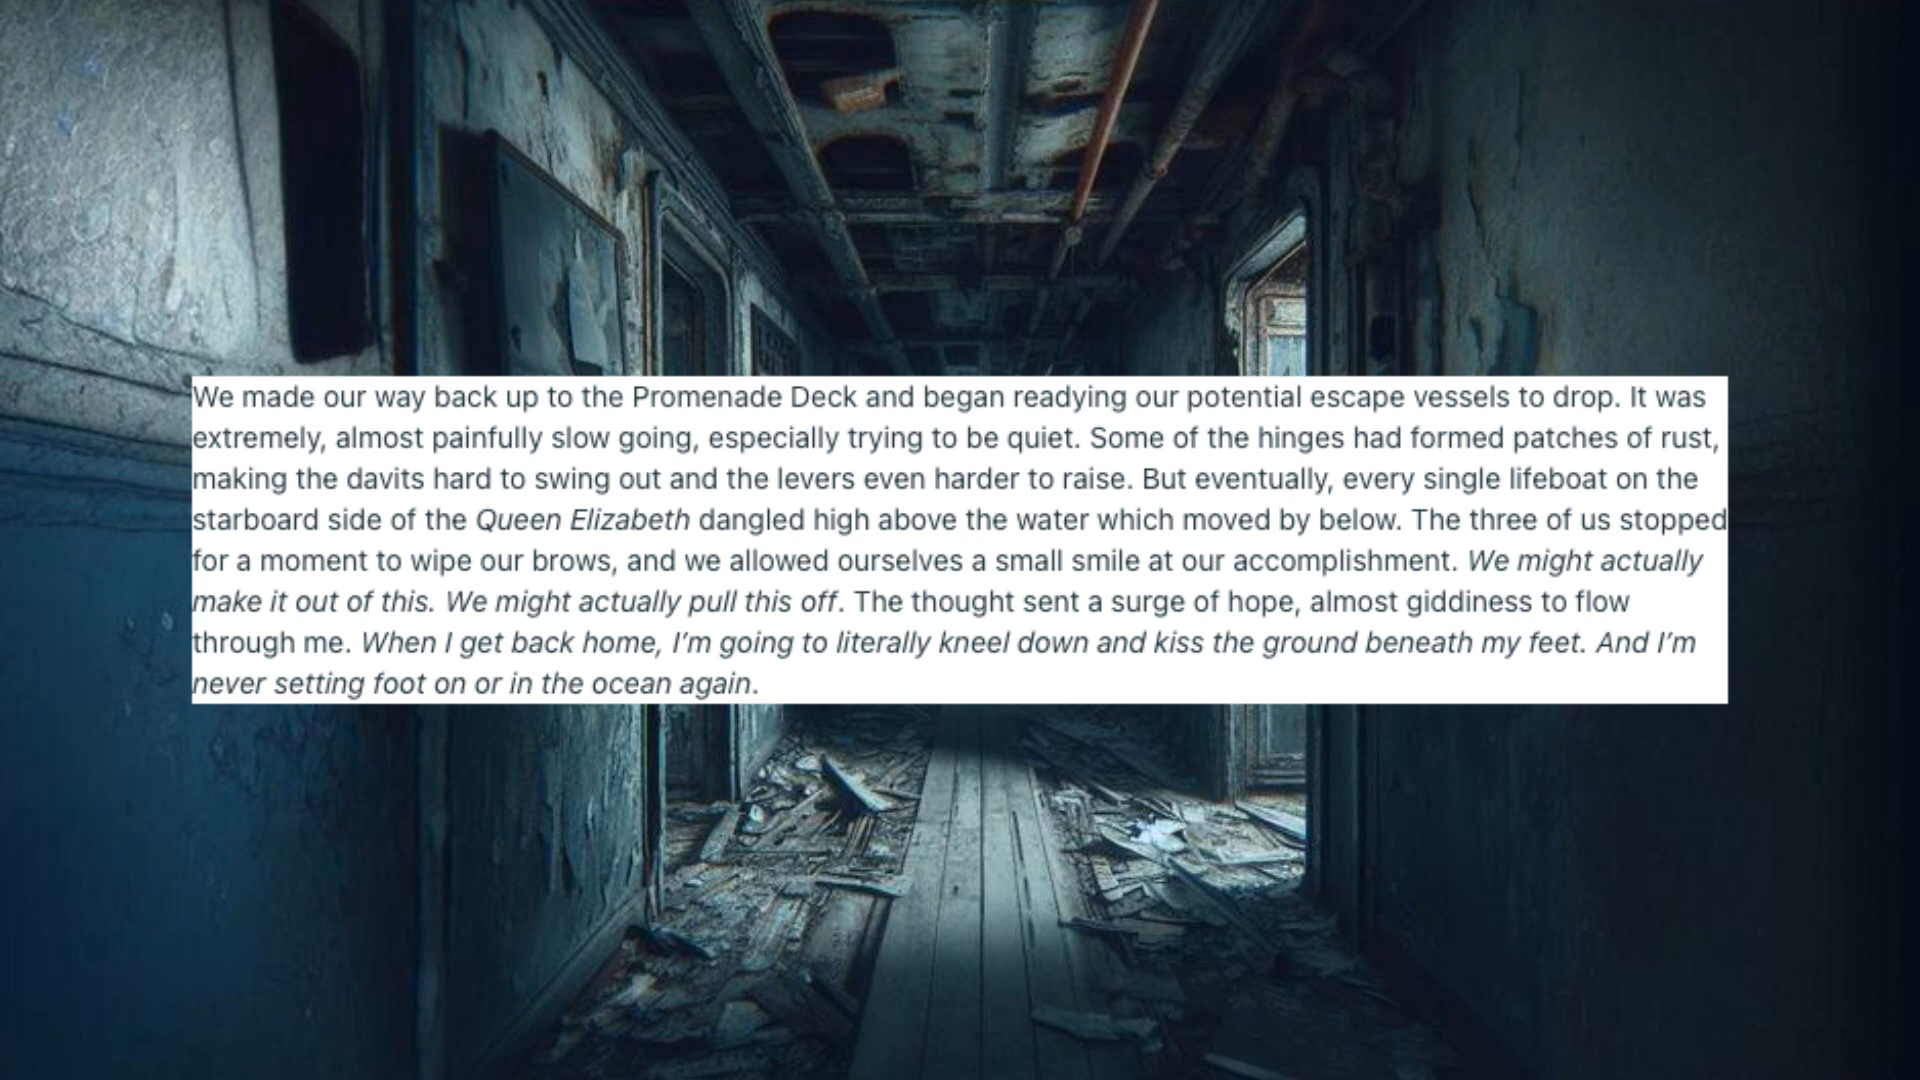 We made our way back up to the Promenade Deck and began readying our potential escape vessels to drop. It was
extremely, almost painfully slow going, especially trying to be quiet. Some of the hinges had formed patches of rust,
making the davits hard to swing out and the levers even harder to raise. But eventually, every single lifeboat on the
starboard side of the Queen Elizabeth dangled high above the water which moved by below. The three of us stopped
for a moment to wipe our brows, and we allowed ourselves a small smile at our accomplishment. We might actually
make it out of this. We might actually pull this off. The thought sent a surge of hope, almost giddiness to flow
through me. When I get back home, I’m going to literally kneel down and kiss the ground beneath my feet. And I’m
never setting foot on or in the ocean again.